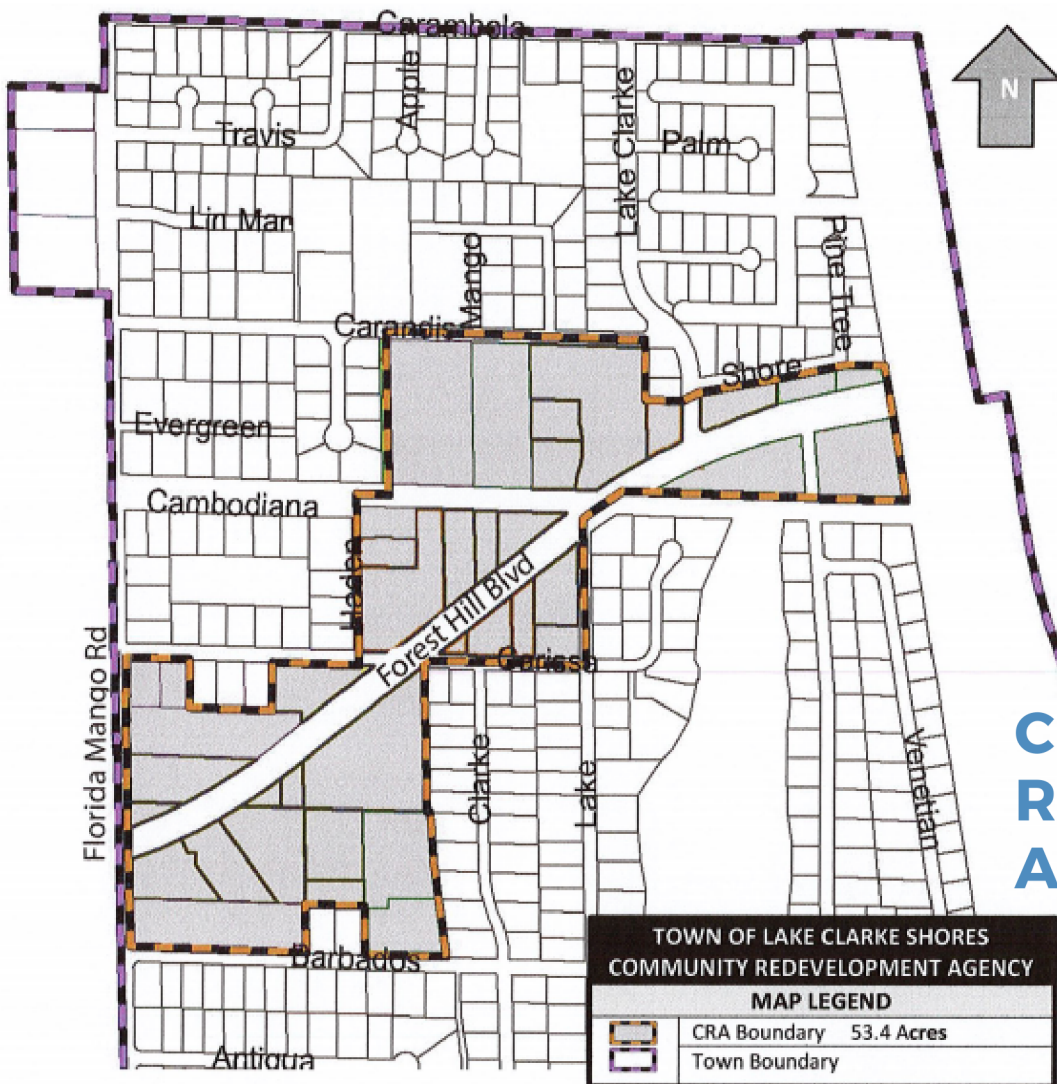 Carambola
N
Apple
Lake Clarke
Travis
Palm
Lin Mar
Pine Tree
Mango
Carandis
Shore
Evergreen
Cambodiana
Forest Hill Blvd
Florida Mango Rd
Carissa
Clarke
Lake
Venetian
C
R
A
Barbados
Antigua
TOWN OF LAKE CLARKE SHORES
COMMUNITY REDEVELOPMENT AGENCY
MAP LEGEND
CRA Boundary 53.4 Acres
Town Boundary